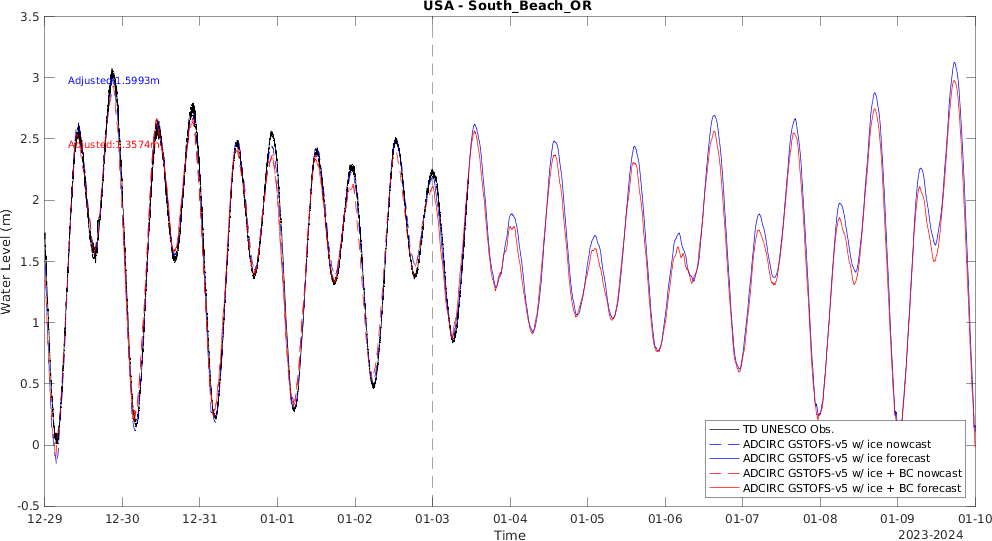 USA - South_Beach_OR
3.5
3
2.5
2
1.5
1
0.5
0
-0.5
Water Level (m)
Adjusted:1.5993m
Adjusted:1.3574m
TD UNESCO Obs.
ADCIRC GSTOFS-v5 w/ ice nowcast
ADCIRC GSTOFS-v5 w/ ice forecast
ADCIRC GSTOFS-v5 w/ ice + BC nowcast
ADCIRC GSTOFS-v5 w/ ice + BC forecast
12-29 12-30 12-31 01-01 01-02 01-03 01-04 01-05 01-06 01-07 01-08 01-09 01-10
Time
2023-2024